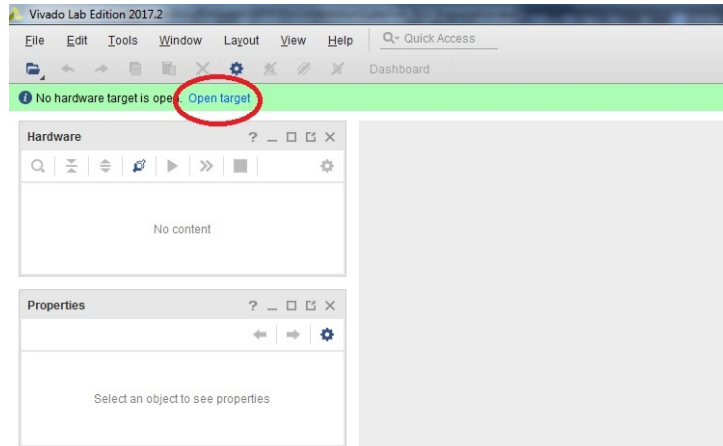 Vivado Lab Edition 2017.2
File Edit Tools Window Layout View Help Quick Access
Dashboard
No hardware target is open. Open target
Hardware
No content
Properties
Select an object to see properties